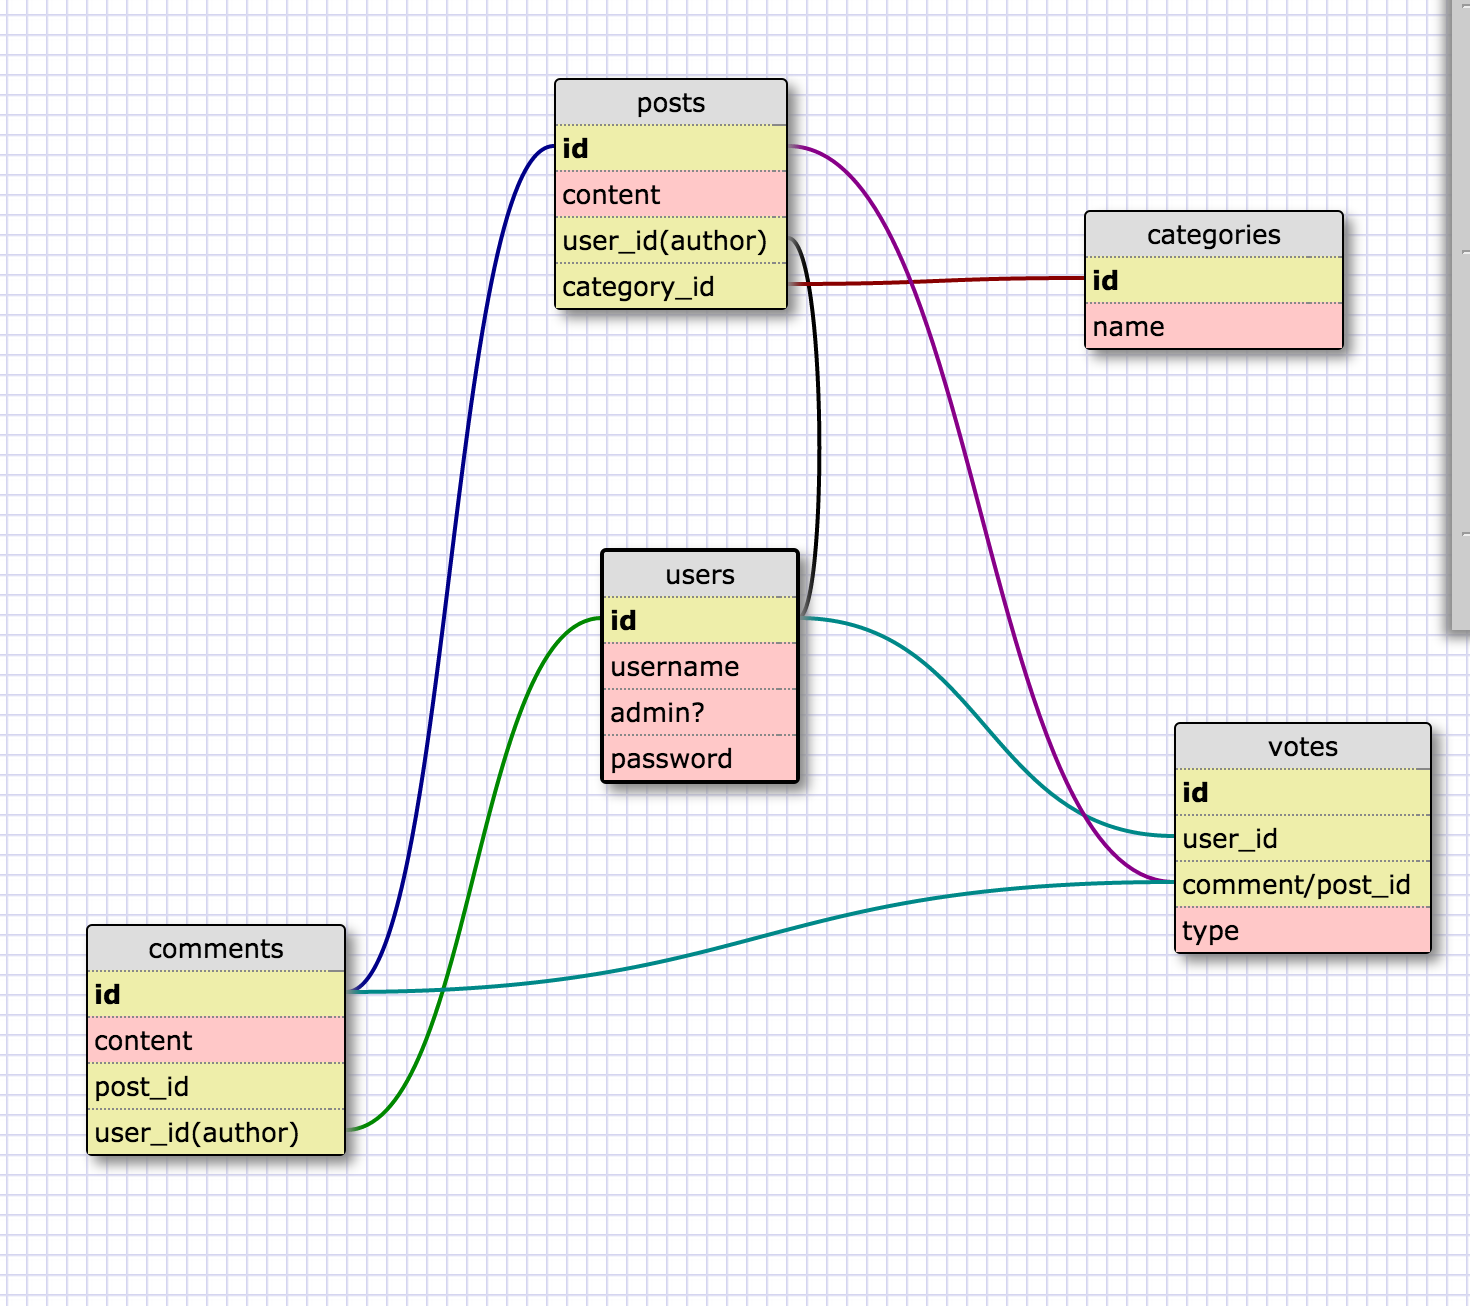 posts
id
content
user_id(author)
category_id
categories
id
name
users
id
username
admin?
password
votes
id
user_id
comment/post_id
type
comments
id
content
post_id
user_id(author)